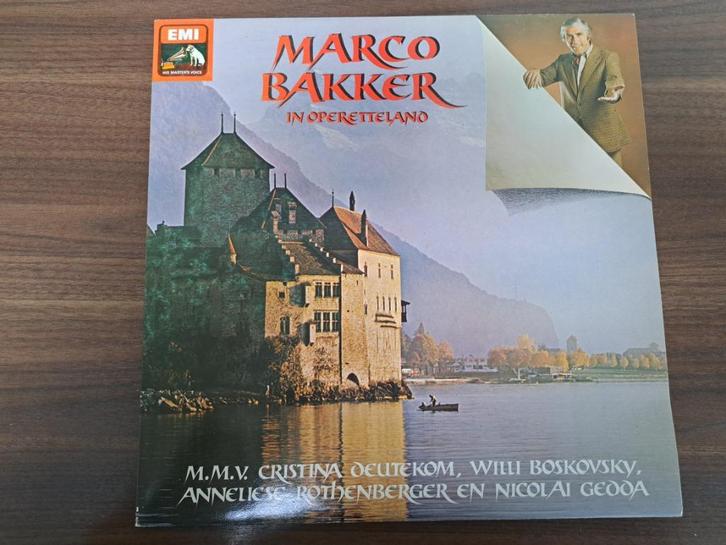 EMI
HIS MASTER'S VOICE
MARCO
BAKKER
IN OPERETTELAND
M.M.V. CRISTINA DEUTEKOM, WILLI BOSKOVSKY,
ANNELIESE ROTHENBERGER EN NICOLAI GEDDA